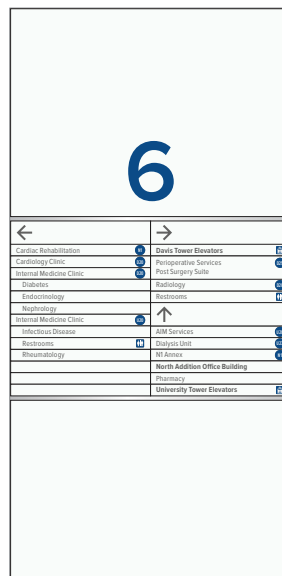 6
←
→
Cardiac Rehabilitation
Cardiology Clinic
Internal Medicine Clinic
Diabetes
Endocrinology
Nephrology
Internal Medicine Clinic
Infectious Disease
Restrooms
Rheumatology
Davis Tower Elevators
Perioperative Services
Post Surgery Suite
Radiology
Restrooms
↑
AIM Services
Dialysis Unit
N1 Annex
North Addition Office Building
Pharmacy
University Tower Elevators